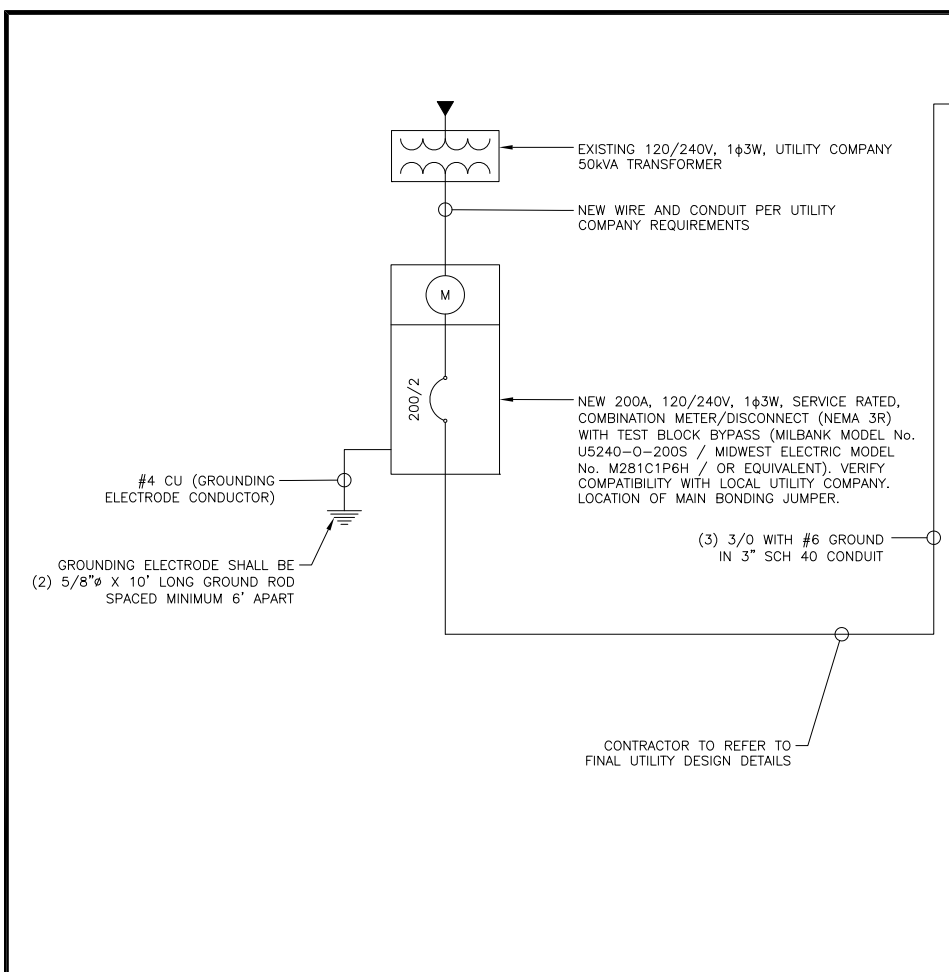 EXISTING 120/240V, 1ϕ3W, UTILITY COMPANY
50kVA TRANSFORMER
NEW WIRE AND CONDUIT PER UTILITY
COMPANY REQUIREMENTS
M
200/2
NEW 200A, 120/240V, 1ϕ3W, SERVICE RATED,
COMBINATION METER/DISCONNECT (NEMA 3R)
WITH TEST BLOCK BYPASS (MILBANK MODEL No.
U5240-O-200S / MIDWEST ELECTRIC MODEL
No. M281C1P6H / OR EQUIVALENT). VERIFY
COMPATIBILITY WITH LOCAL UTILITY COMPANY.
LOCATION OF MAIN BONDING JUMPER.
#4 CU (GROUNDING
ELECTRODE CONDUCTOR)
GROUNDING ELECTRODE SHALL BE
(2) 5/8"ø X 10' LONG GROUND ROD
SPACED MINIMUM 6' APART
(3) 3/0 WITH #6 GROUND
IN 3" SCH 40 CONDUIT
CONTRACTOR TO REFER TO
FINAL UTILITY DESIGN DETAILS